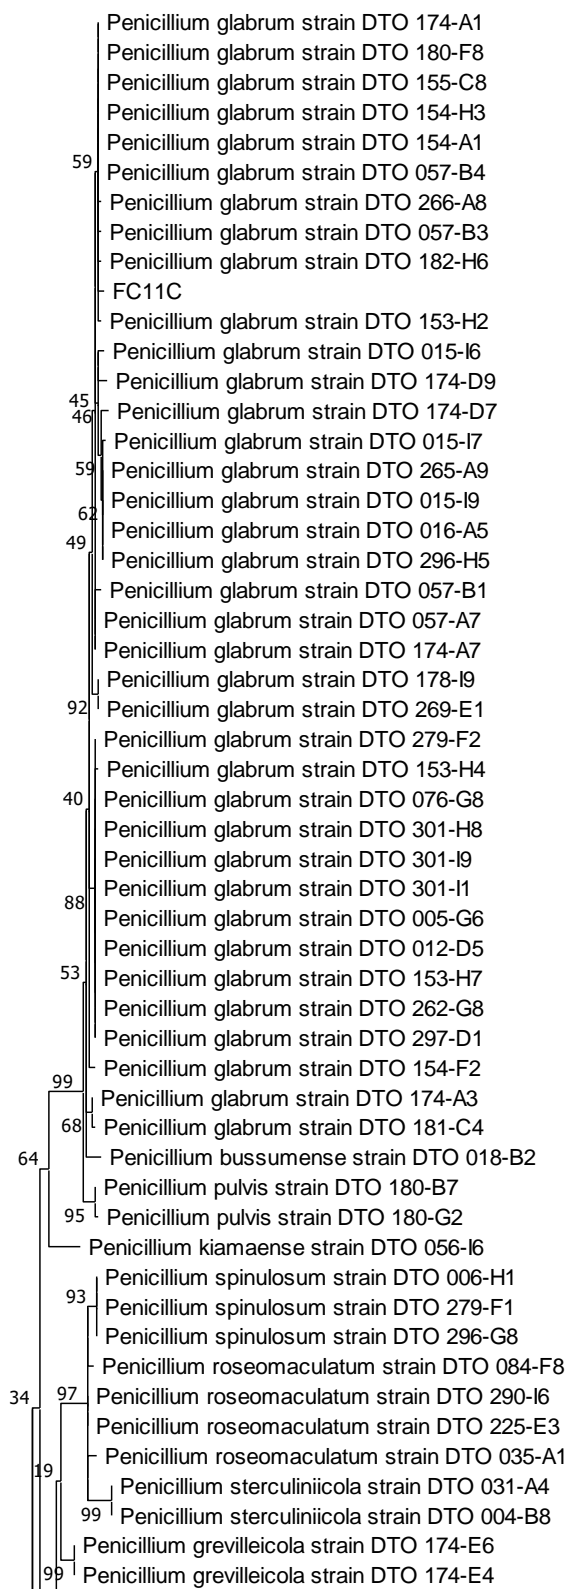 Penicillium glabrum strain DTO 174-A1
Penicillium glabrum strain DTO 180-F8
Penicillium glabrum strain DTO 155-C8
Penicillium glabrum strain DTO 154-H3
Penicillium glabrum strain DTO 154-A1
59
Penicillium glabrum strain DTO 057-B4
Penicillium glabrum strain DTO 266-A8
Penicillium glabrum strain DTO 057-B3
Penicillium glabrum strain DTO 182-H6
FC11C
Penicillium glabrum strain DTO 153-H2
Penicillium glabrum strain DTO 015-I6
Penicillium glabrum strain DTO 174-D9
45
46
Penicillium glabrum strain DTO 174-D7
Penicillium glabrum strain DTO 015-I7
59
Penicillium glabrum strain DTO 265-A9
Penicillium glabrum strain DTO 015-I9
62
Penicillium glabrum strain DTO 016-A5
49
Penicillium glabrum strain DTO 296-H5
Penicillium glabrum strain DTO 057-B1
Penicillium glabrum strain DTO 057-A7
Penicillium glabrum strain DTO 174-A7
Penicillium glabrum strain DTO 178-I9
92
Penicillium glabrum strain DTO 269-E1
Penicillium glabrum strain DTO 279-F2
Penicillium glabrum strain DTO 153-H4
40
Penicillium glabrum strain DTO 076-G8
Penicillium glabrum strain DTO 301-H8
Penicillium glabrum strain DTO 301-I9
Penicillium glabrum strain DTO 301-I1
88
Penicillium glabrum strain DTO 005-G6
Penicillium glabrum strain DTO 012-D5
53
Penicillium glabrum strain DTO 153-H7
Penicillium glabrum strain DTO 262-G8
Penicillium glabrum strain DTO 297-D1
Penicillium glabrum strain DTO 154-F2
99
Penicillium glabrum strain DTO 174-A3
68
Penicillium glabrum strain DTO 181-C4
64
Penicillium bussumense strain DTO 018-B2
Penicillium pulvis strain DTO 180-B7
95
Penicillium pulvis strain DTO 180-G2
Penicillium kiamaense strain DTO 056-I6
Penicillium spinulosum strain DTO 006-H1
93
Penicillium spinulosum strain DTO 279-F1
Penicillium spinulosum strain DTO 296-G8
Penicillium roseomaculatum strain DTO 084-F8
34
97
Penicillium roseomaculatum strain DTO 290-I6
Penicillium roseomaculatum strain DTO 225-E3
Penicillium roseomaculatum strain DTO 035-A1
19
Penicillium sterculiniicola strain DTO 031-A4
99
Penicillium sterculiniicola strain DTO 004-B8
Penicillium grevilleicola strain DTO 174-E6
99
Penicillium grevilleicola strain DTO 174-E4